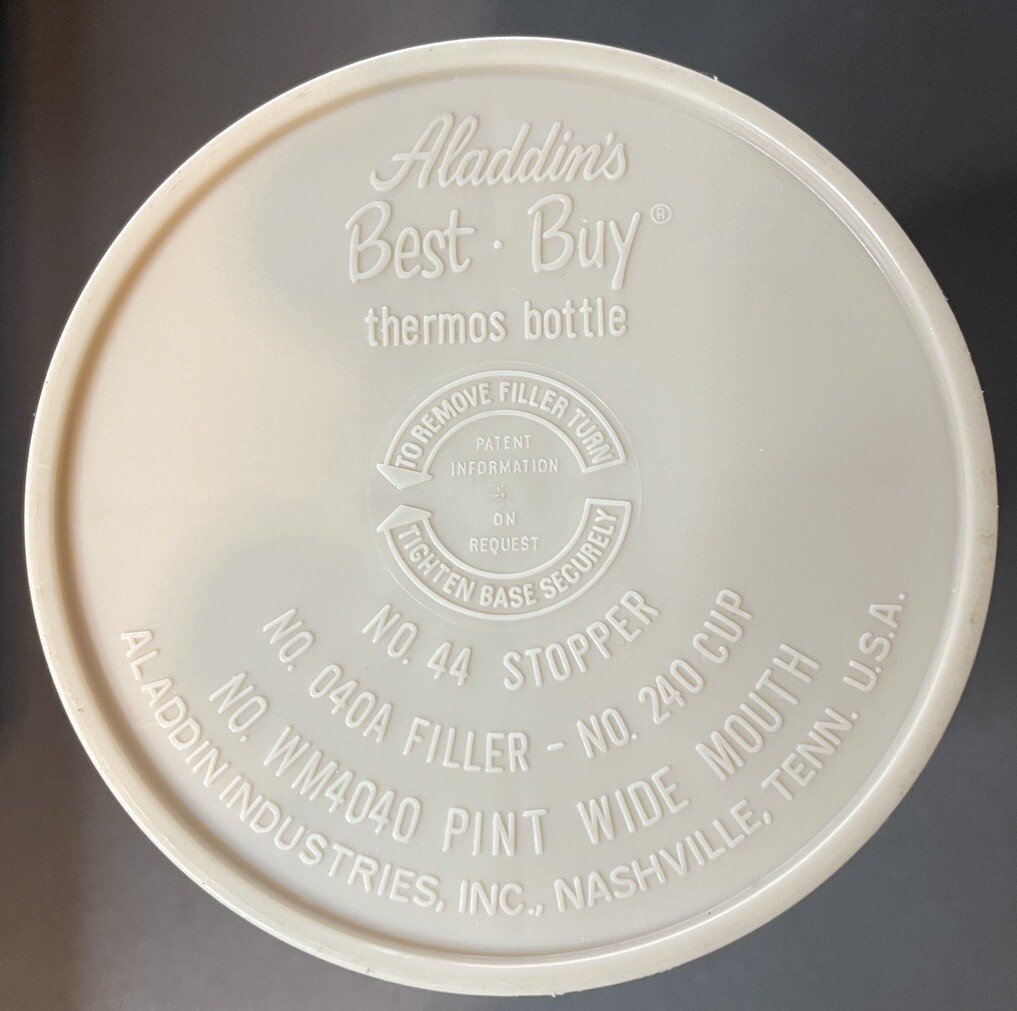 Aladdin's
Best · Buy®
thermos bottle
TO REMOVE FILLER TURN
PATENT
INFORMATION
ON
REQUEST
TIGHTEN BASE SECURELY
NO. 44 STOPPER
NO. 040A FILLER - NO. 240 CUP
NO. WM4040 PINT WIDE MOUTH
ALADDIN INDUSTRIES, INC., NASHVILLE, TENN. U.S.A.